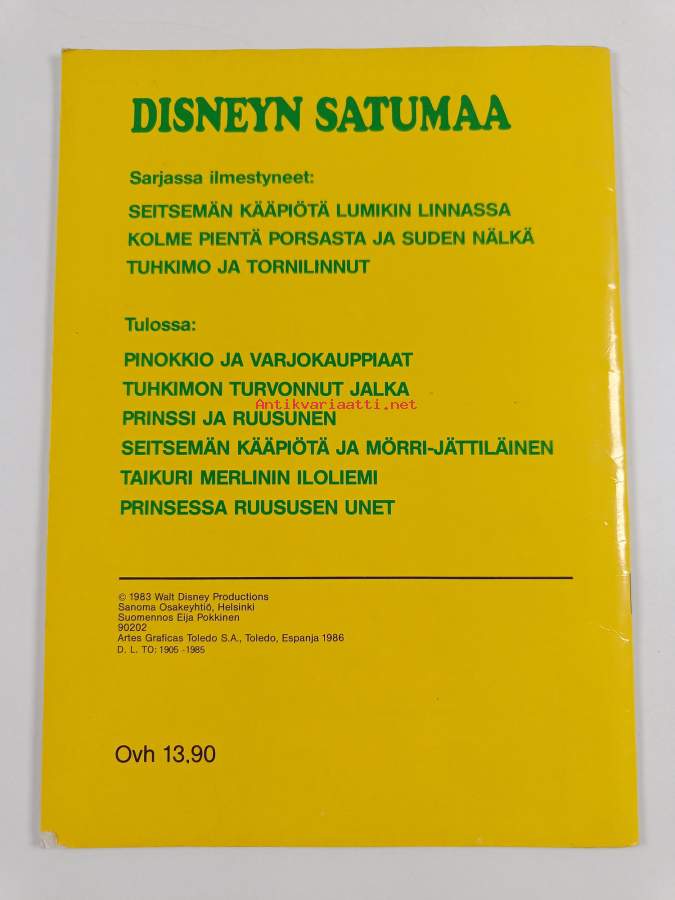 DISNEYN SATUMAA
Sarjassa ilmestyneet:
SEITSEMÄN KÄÄPIÖTÄ LUMIKIN LINNASSA
KOLME PIENTÄ PORSASTA JA SUDEN NÄLKÄ
TUHKIMO JA TORNILINNUT
Tulossa:
PINOKKIO JA VARJOKAUPPIAAT
TUHKIMON TURVONNUT JALKA
Antikvariaatti.net
PRINSSI JA RUUSUNEN
SEITSEMÄN KÄÄPIÖTÄ JA MÖRRI-JÄTTILÄINEN
TAIKURI MERLININ ILOLIEMI
PRINSESSA RUUSUSEN UNET
© 1983 Walt Disney Productions
Sanoma Osakeyhtiö, Helsinki
Suomennos Eija Pokkinen
90202
Artes Graficas Toledo S.A., Toledo, Espanja 1986
D. L. TO: 1905 -1985
Ovh 13,90